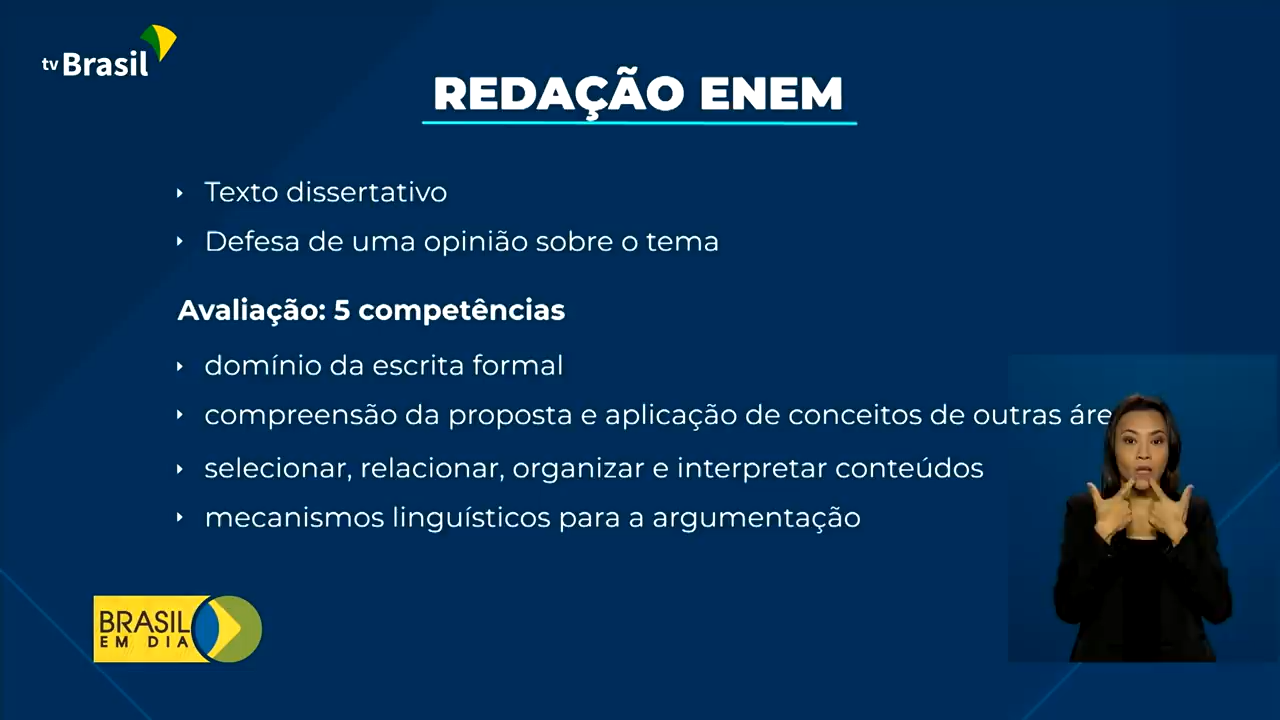 tv Brasil
REDAÇÃO ENEM
Texto dissertativo
Defesa de uma opinião sobre o tema
Avaliação: 5 competências
domínio da escrita formal
compreensão da proposta e aplicação de conceitos de outras
selecionar, relacionar, organizar e interpretar conteúdos
mecanismos linguísticos para a argumentação
BRASIL
EM DIA